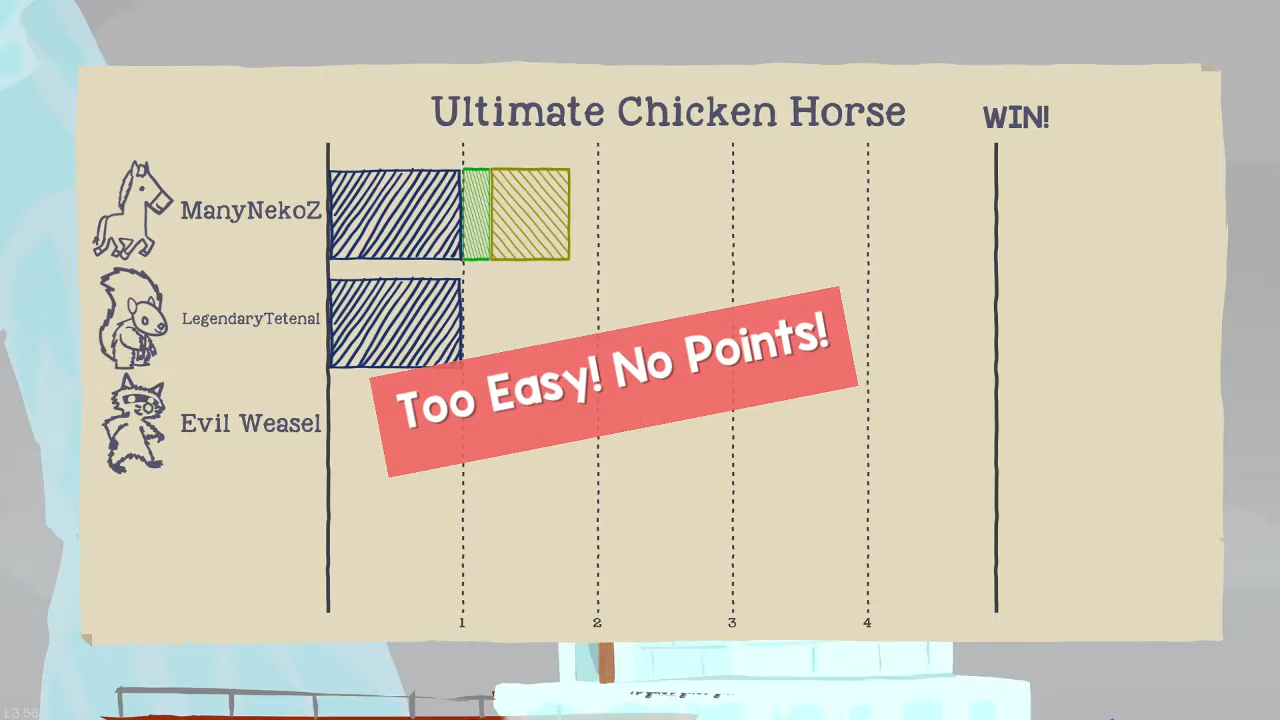 Ultimate Chicken Horse
WIN!
ManyNekoZ
LegendaryTetenal
Too Easy! No Points!
Evil Weasel
1 2 3 4